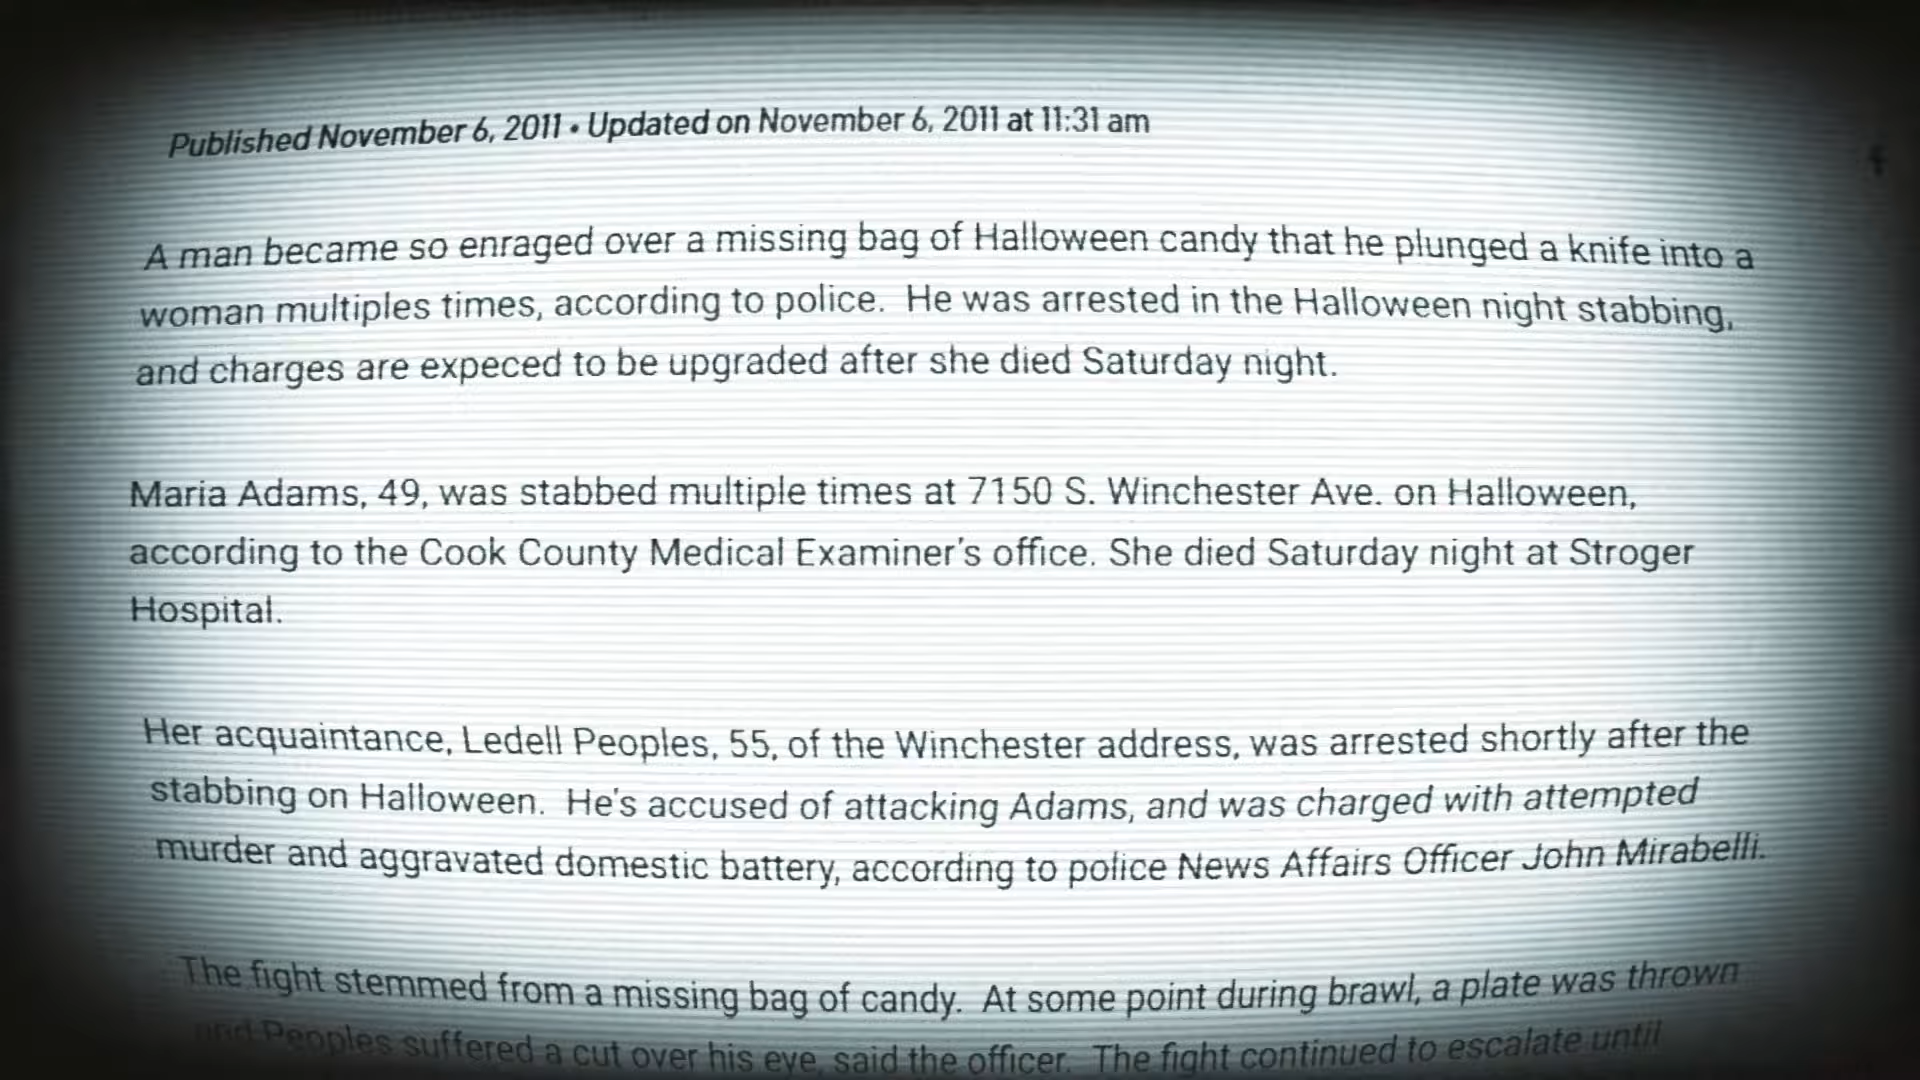 Published November 6, 2011 • Updated on November 6, 2011 at 11:31 am
A man became so enraged over a missing bag of Halloween candy that he plunged a knife into a
woman multiples times, according to police. He was arrested in the Halloween night stabbing,
and charges are expeced to be upgraded after she died Saturday night.
Maria Adams, 49, was stabbed multiple times at 7150 S. Winchester Ave. on Halloween,
according to the Cook County Medical Examiner's office. She died Saturday night at Stroger
Hospital.
Her acquaintance, Ledell Peoples, 55, of the Winchester address, was arrested shortly after the
stabbing on Halloween. He's accused of attacking Adams, and was charged with attempted
murder and aggravated domestic battery, according to police News Affairs Officer John Mirabelli.
The fight stemmed from a missing bag of candy. At some point during brawl, a plate was thrown
and Peoples suffered a cut over his eye, said the officer. The fight continued to escalate until